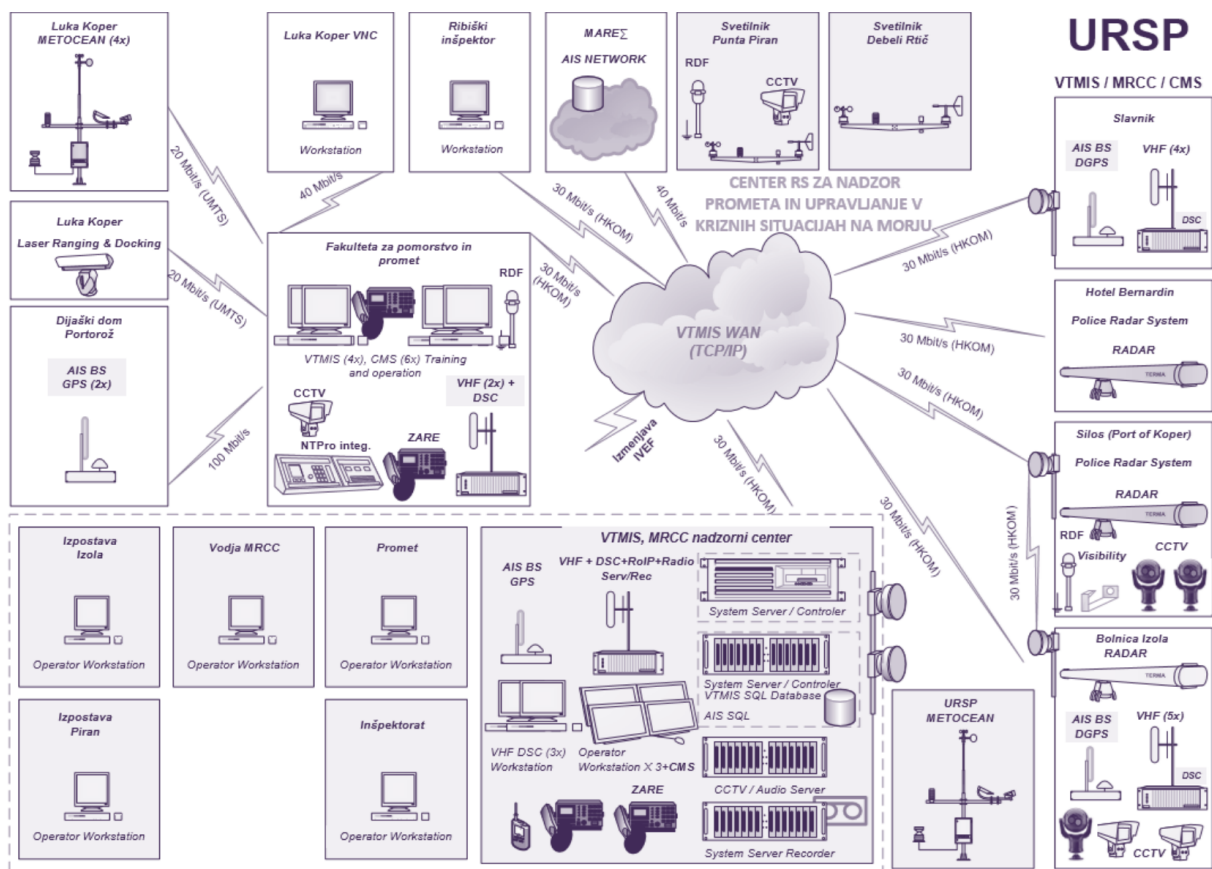 Luka Koper
METOCEAN (4x)
20 Mbit/s (UMTS)
Luka Koper VNC
Workstation
40 Mbit/s
Ribiški
inšpektor
Workstation
30 Mbit/s (HKOM)
MARE∑
AIS NETWORK
40 Mbit/s
Svetilnik
Punta Piran
RDF
CCTV
Svetilnik
Debeli Rtič
URSP
VTMIS / MRCC / CMS
Slavnik
AIS BS
DGPS
VHF (4x)
DSC
30 Mbit/s (HKOM)
CENTER RS ZA NADZOR
PROMETA IN UPRAVLJANJE V
KRIZNIH SITUACIJAH NA MORJU
Luka Koper
Laser Ranging & Docking
20 Mbit/s (UMTS)
Fakulteta za pomorstvo in
promet
RDF
VTMIS (4x), CMS (6x) Training
and operation
CCTV
VHF (2x) +
DSC
NTPro integ.
ZARE
30 Mbit/s
(HKOM)
VTMIS WAN
(TCP/IP)
Hotel Bernardin
Police Radar System
RADAR
TERMA
30 Mbit/s (HKOM)
Dijaški dom
Portorož
AIS BS
GPS (2x)
100 Mbit/s
Izmenjava
IVEF
30 Mbit/s (HKOM)
30 Mbit/s (HKOM)
30 Mbit/s (HKOM)
30 Mbit/s (HKOM)
Silos (Port of Koper)
Police Radar System
RADAR
TERMA
RDF
Visibility
CCTV
Izpostava
Izola
Operator Workstation
Vodja MRCC
Operator Workstation
Promet
Operator Workstation
VTMIS, MRCC nadzorni center
AIS BS
GPS
VHF + DSC+RoIP+Radio
Serv/Rec
System Server / Controler
System Server / Controler
VTMIS SQL Database
AIS SQL
VHF DSC (3x)
Workstation
Operator
Workstation X 3+CMS
CCTV / Audio Server
ZARE
System Server Recorder
Izpostava
Piran
Operator Workstation
Inšpektorat
Operator Workstation
URSP
METOCEAN
Bolnica Izola
RADAR
TERMA
AIS BS
DGPS
VHF (5x)
DSC
CCTV